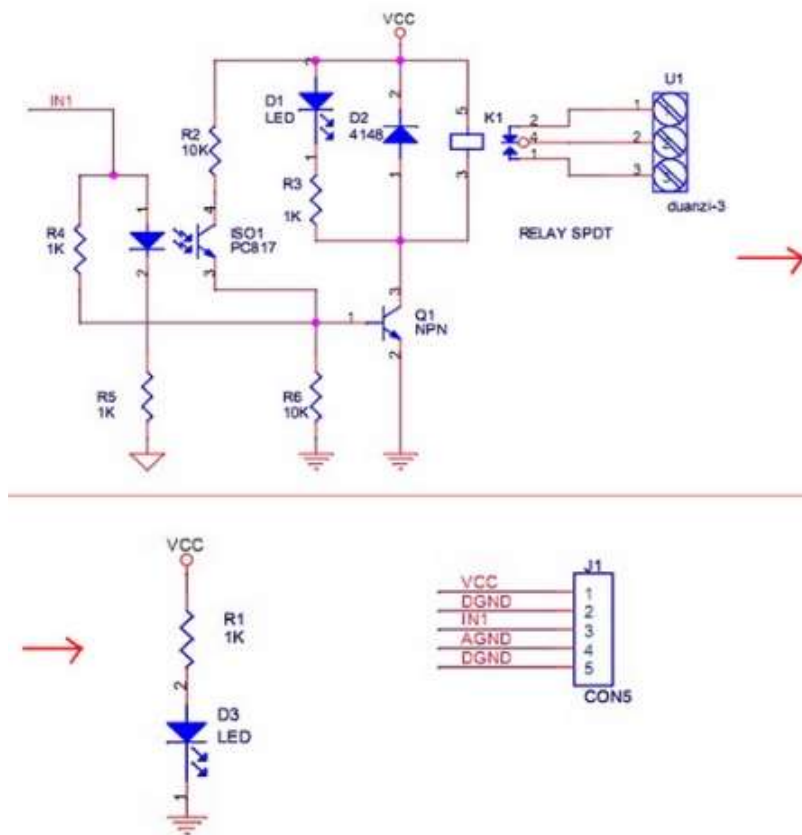 VCC
IN1
2
D1
LED
2
D2
4148
1
R2
10K
1
R3
1K
5
K1
3
2
4
1
U1
1
2
3
duanzi-3
RELAY SPDT
R4
1K
1
2
4
ISO1
PC817
3
1
3
Q1
NPN
2
R5
1K
R6
10K
VCC
R1
1K
2
D3
LED
1
J1
VCC
1
DGND
2
IN1
3
AGND
4
DGND
5
CON5